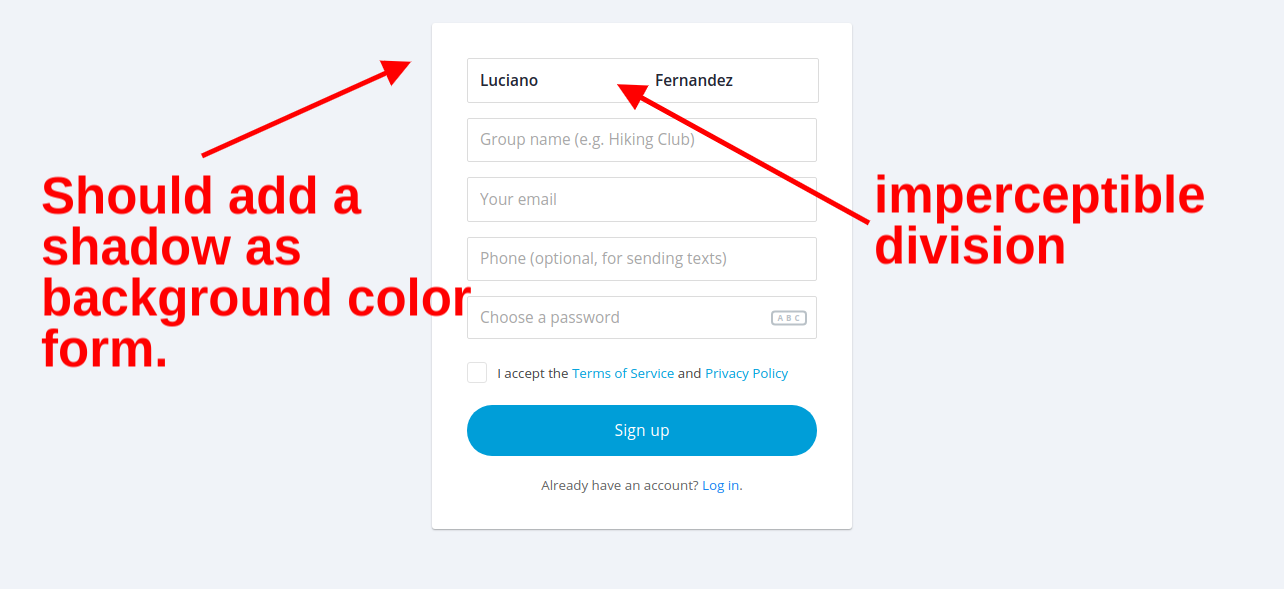 Luciano Fernandez
Group name (e.g. Hiking Club)
Your email
Phone (optional, for sending texts)
Choose a password ABC
I accept the Terms of Service and Privacy Policy
Sign up
Already have an account? Log in.
Should add a
shadow as
background color
form.
imperceptible
division